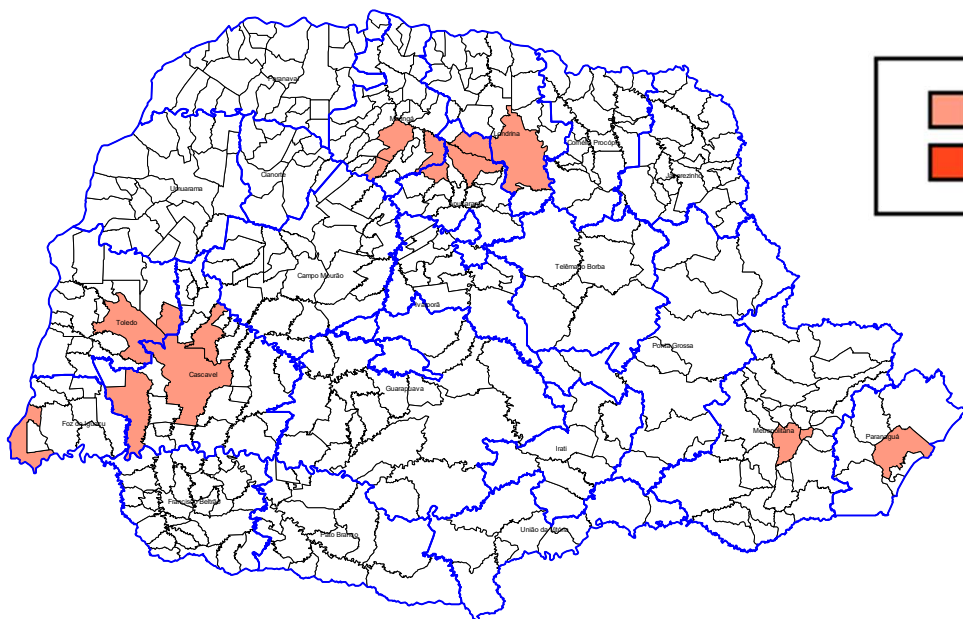 Paranavaí
Maringá
Londrina
Cornélio Procópio
Jacarezinho
Cianorte
Umuarama
Apucarana
Campo Mourão
Telêmaco Borba
Ivaiporã
Toledo
Ponta Grossa
Cascavel
Guarapuava
Foz do Iguaçu
Metropolitana
Paranaguá
Irati
Francisco Beltrão
Pato Branco
União da Vitória